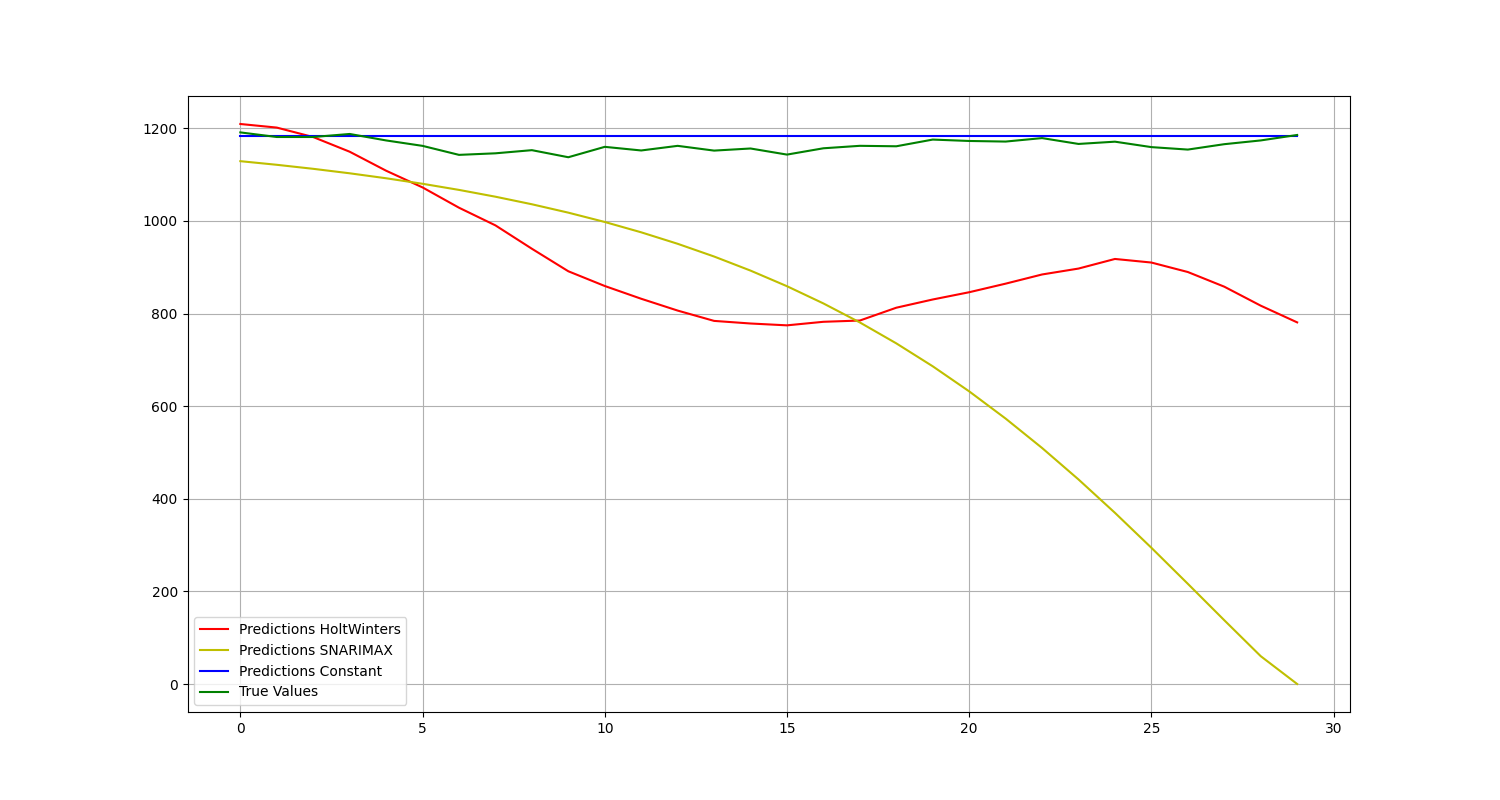 1200
1000
800
600
400
200
0
Predictions HoltWinters
Predictions SNARIMAX
Predictions Constant
True Values
0 5 10 15 20 25 30